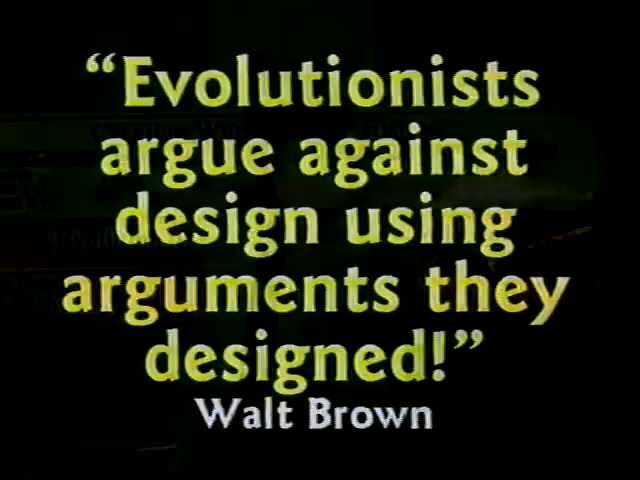 “Evolutionists
argue against
design using
arguments they
designed!”
Walt Brown